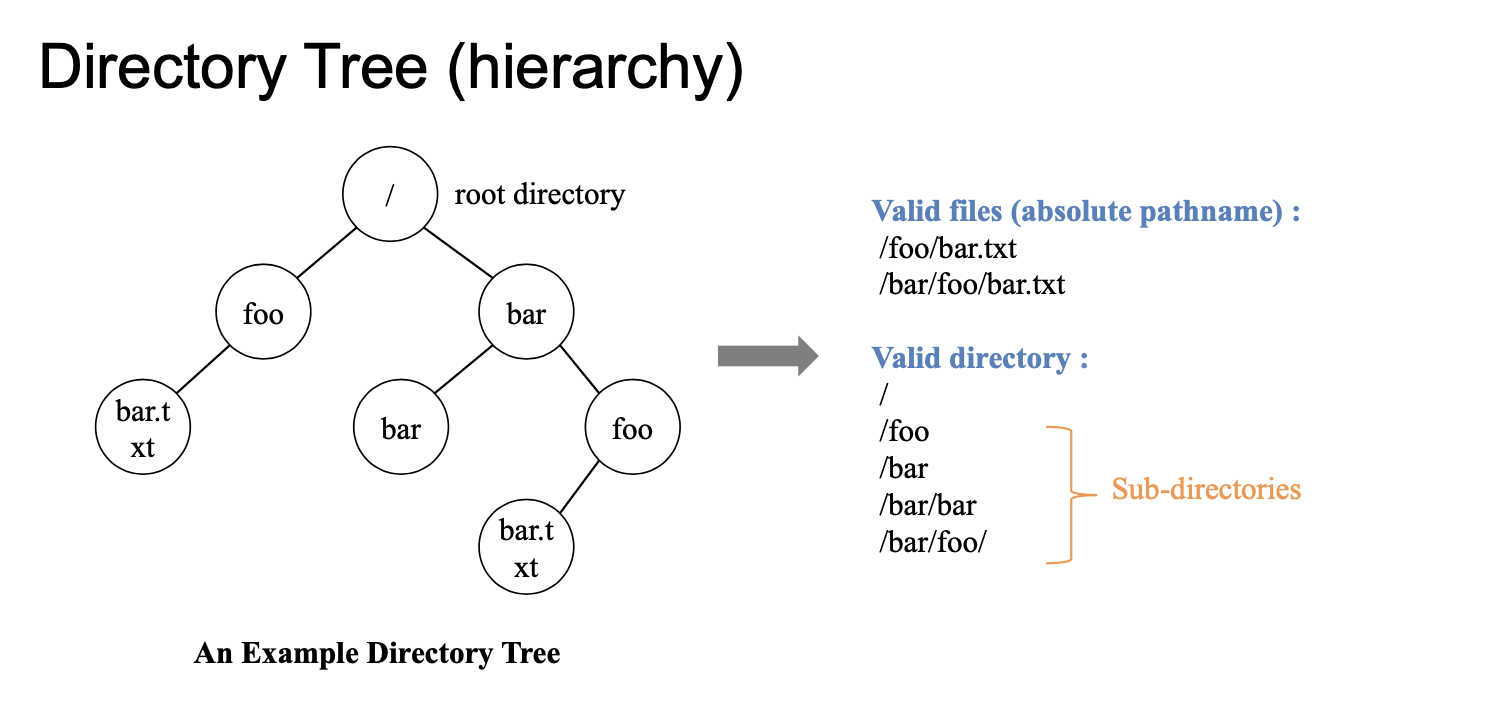 Directory Tree (hierarchy)
/
root directory
foo
bar
bar.t
xt
bar
foo
bar.t
xt
An Example Directory Tree
Valid files (absolute pathname) :
/foo/bar.txt
/bar/foo/bar.txt
Valid directory :
/
/foo
/bar
/bar/bar
/bar/foo/
Sub-directories